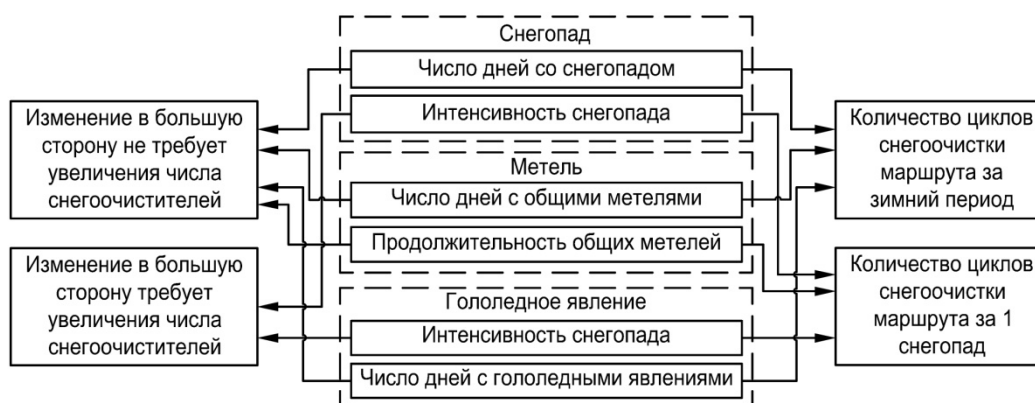 Изменение в большую
сторону не требует
увеличения числа
снегоочистителей
Изменение в большую
сторону требует
увеличения числа
снегоочистителей
Снегопад
Число дней со снегопадом
Интенсивность снегопада
Метель
Число дней с общими метелями
Продолжительность общих метелей
Гололедное явление
Интенсивность снегопада
Число дней с гололедными явлениями
Количество циклов
снегоочистки
маршрута за
зимний период
Количество циклов
снегоочистки
маршрута за 1
снегопад